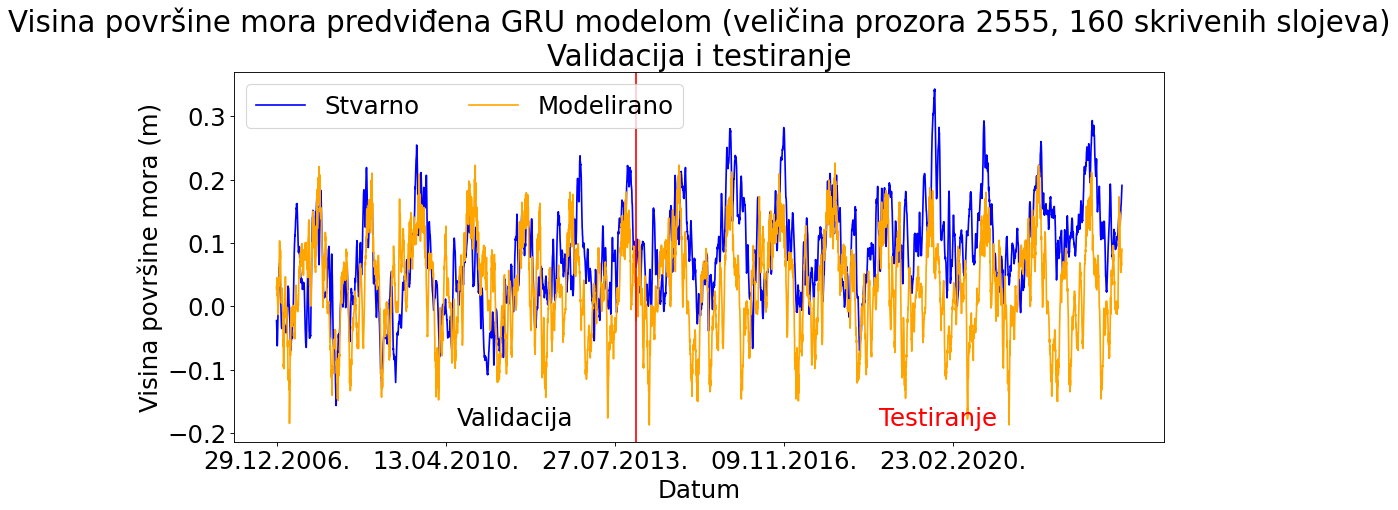 Visina površine mora predviđena GRU modelom (veličina prozora 2555, 160 skrivenih slojeva)
Validacija i testiranje
Stvarno
Modelirano
Visina površine mora (m)
0.3
0.2
0.1
0.0
−0.1
−0.2
Validacija
Testiranje
29.12.2006.
13.04.2010.
27.07.2013.
09.11.2016.
23.02.2020.
Datum